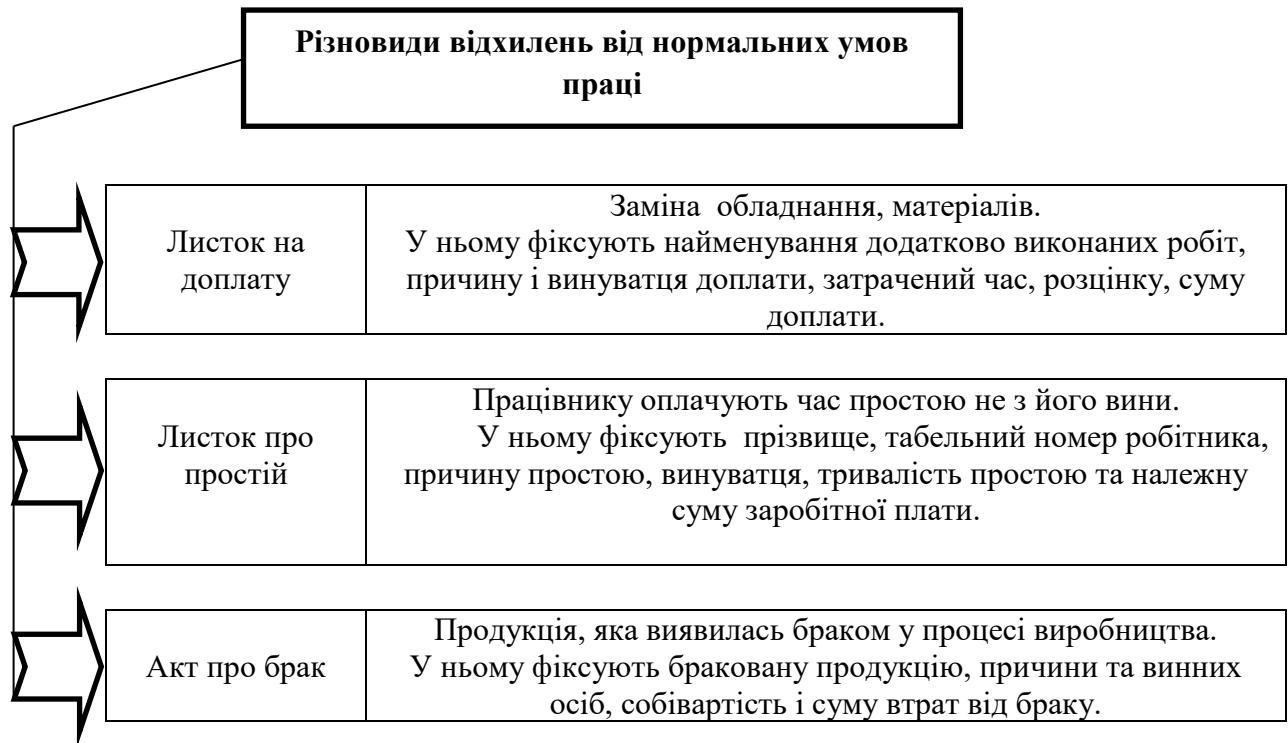 Різновиди відхилень від нормальних умов
праці
Листок на
доплату
Заміна обладнання, матеріалів.
У ньому фіксують найменування додатково виконаних робіт,
причину і винуватця доплати, затрачений час, розцінку, суму
доплати.
Листок про
простій
Працівнику оплачують час простою не з його вини.
У ньому фіксують прізвище, табельний номер робітника,
причину простою, винуватця, тривалість простою та належну
суму заробітної плати.
Акт про брак
Продукція, яка виявилась браком у процесі виробництва.
У ньому фіксують браковану продукцію, причини та винних
осіб, собівартість і суму втрат від браку.